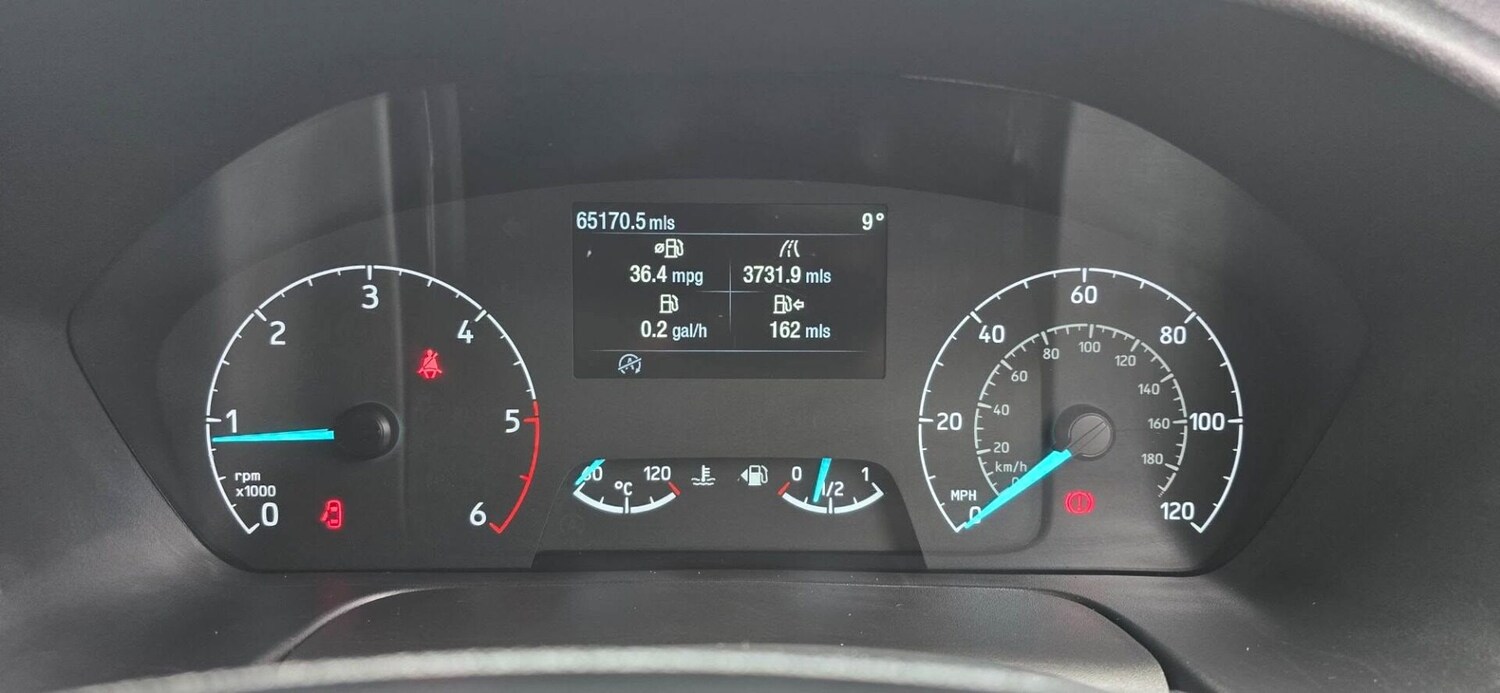 65170.5 mls 9°
36.4 mpg 3731.9 mls
0.2 gal/h 162 mls
0 1 2 3 4 5 6
rpm
x1000
60 120
°C
0 1/2 1
0 20 40 60 80 100 120
MPH
20 40 60 80 100 120 140 160 180
km/h